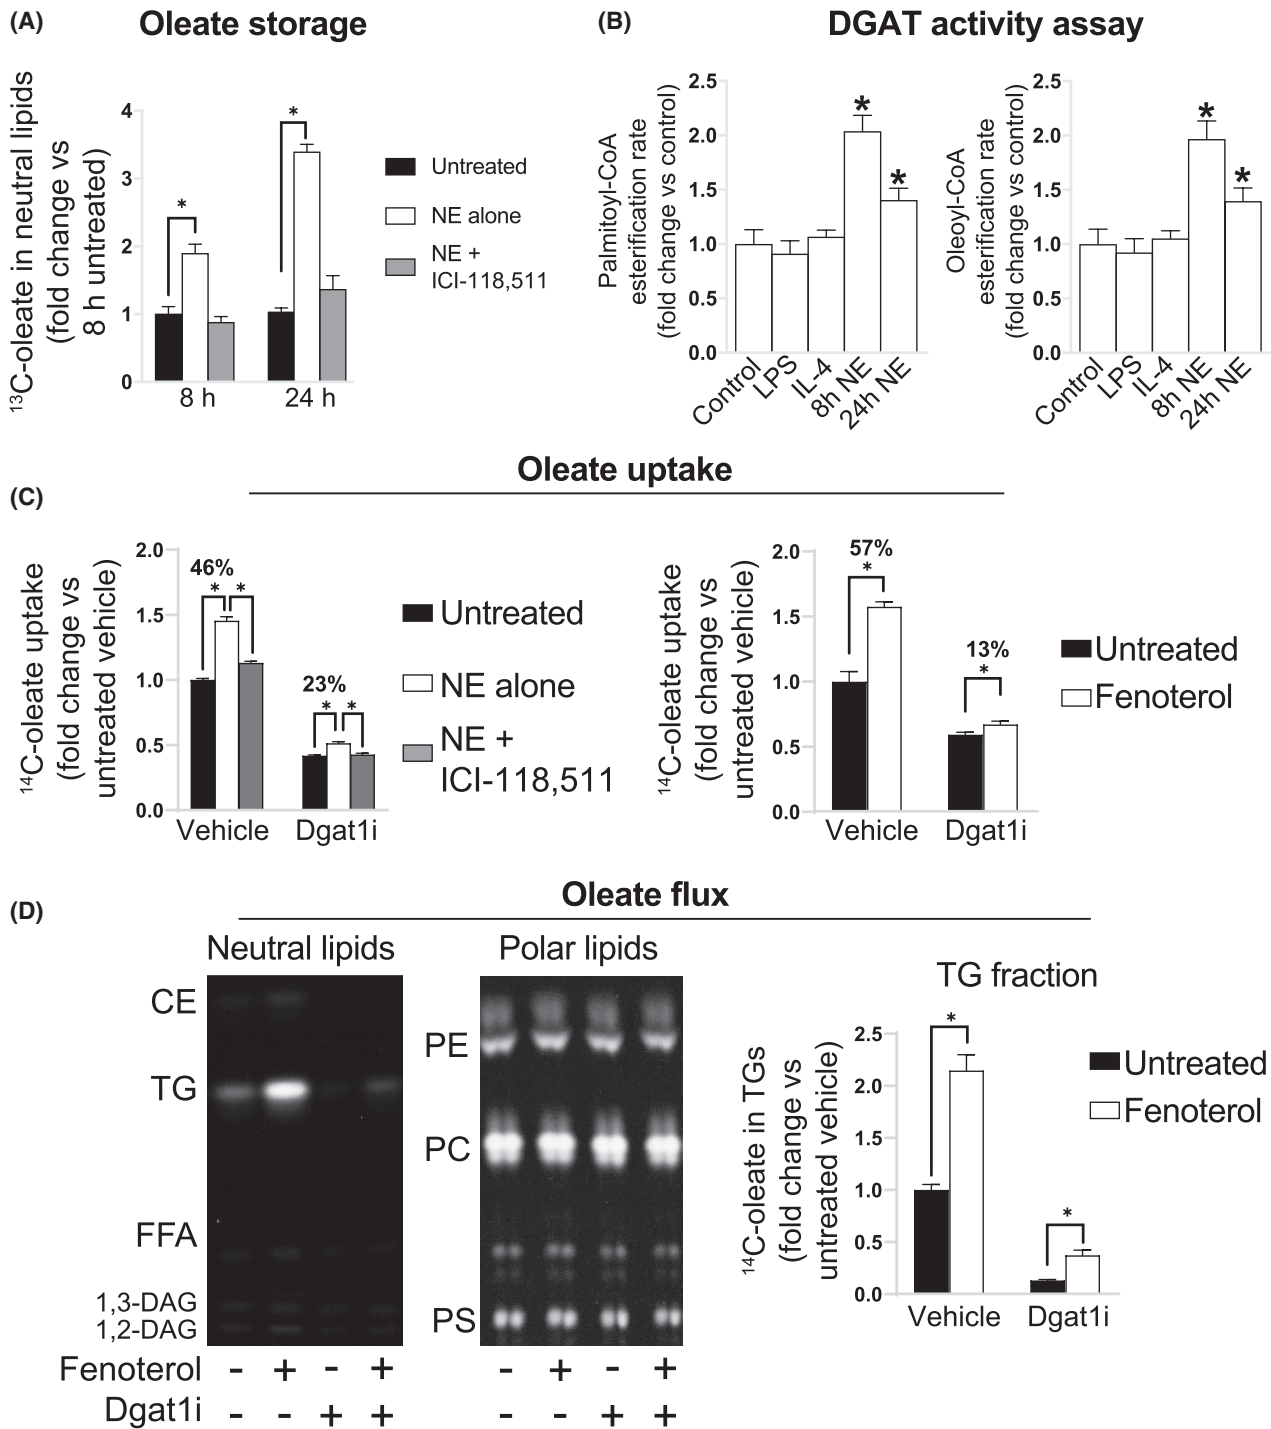 (A)
Oleate storage
¹³C-oleate in neutral lipids
(fold change vs
8 h untreated)
4
3
2
1
0
*
*
8 h
24 h
Untreated
NE alone
NE +
ICI-118,511
(B)
DGAT activity assay
Palmitoyl-CoA
esterification rate
(fold change vs control)
2.5
2.0
1.5
1.0
0.5
0.0
*
*
Control
LPS
IL-4
8h NE
24h NE
Oleoyl-CoA
esterification rate
(fold change vs control)
2.5
2.0
1.5
1.0
0.5
0.0
*
*
Control
LPS
IL-4
8h NE
24h NE
(C)
Oleate uptake
¹⁴C-oleate uptake
(fold change vs
untreated vehicle)
2.0
1.5
1.0
0.5
0.0
46%
* *
23%
* *
Vehicle
Dgat1i
Untreated
NE alone
NE +
ICI-118,511
¹⁴C-oleate uptake
(fold change vs
untreated vehicle)
2.0
1.5
1.0
0.5
0.0
57%
*
13%
*
Vehicle
Dgat1i
Untreated
Fenoterol
(D)
Oleate flux
Neutral lipids
CE
TG
FFA
1,3-DAG
1,2-DAG
Polar lipids
PE
PC
PS
Fenoterol - + - + - + - +
Dgat1i - - + + - - + +
TG fraction
¹⁴C-oleate in TGs
(fold change vs
untreated vehicle)
2.5
2.0
1.5
1.0
0.5
0.0
*
*
Vehicle
Dgat1i
Untreated
Fenoterol